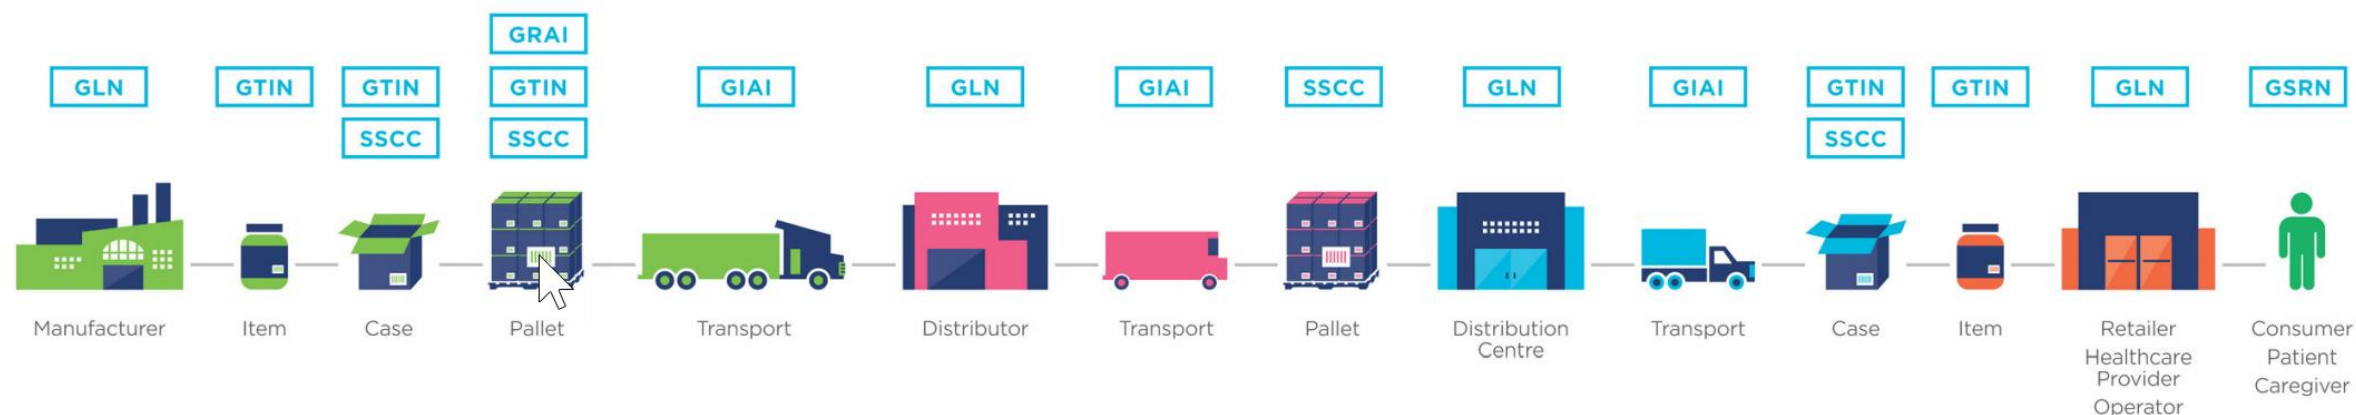 GRAI
GLN GTIN GTIN GTIN GIAI GLN GIAI SSCC GLN GIAI GTIN GTIN GLN GSRN
SSCC SSCC SSCC
Manufacturer Item Case Pallet Transport Distributor Transport Pallet Distribution Transport Case Item Retailer Consumer
Centre
Healthcare Patient
Provider
Caregiver
Operator